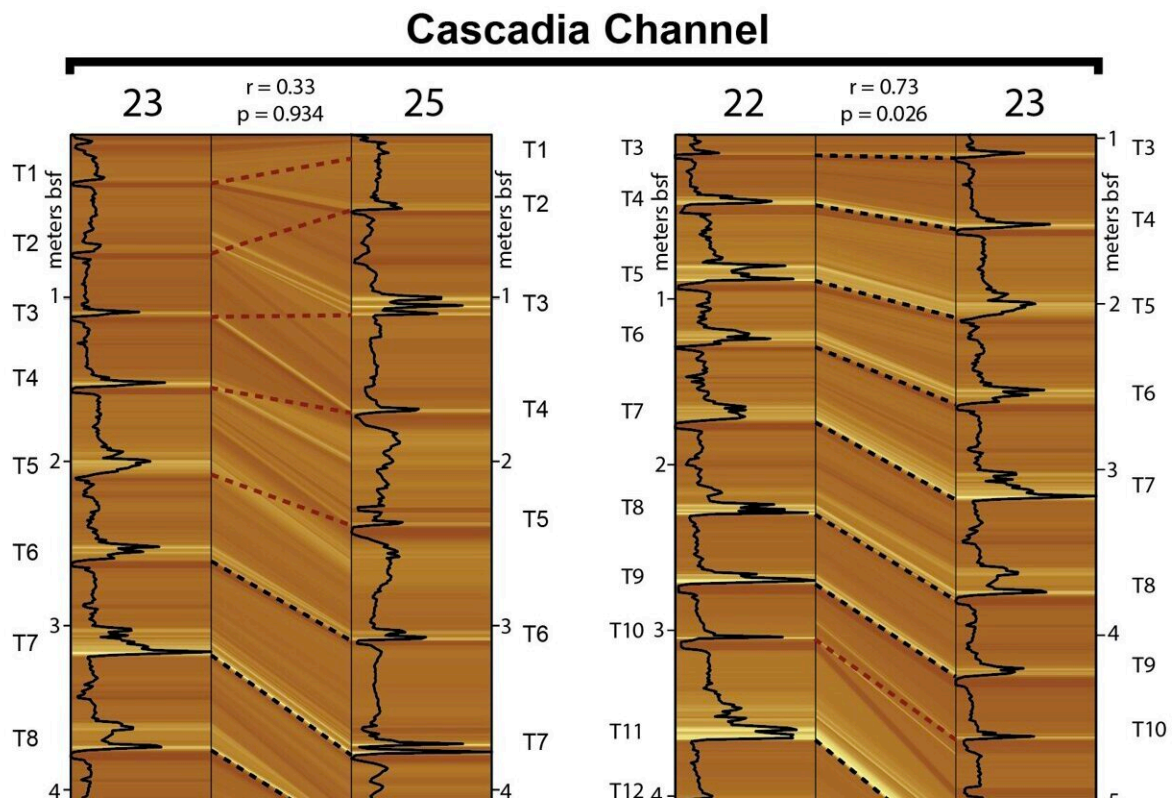 Cascadia Channel
23
r = 0.33
p = 0.934
25
22
r = 0.73
p = 0.026
23
T1
T2
T3
T4
T5
T6
T7
T8
meters bsf
1
2
3
4
meters bsf
1
2
3
4
T1
T2
T3
T4
T5
T6
T7
T3
T4
T5
T6
T7
T8
T9
T10
T11
T12
meters bsf
1
2
3
4
1
meters bsf
2
3
4
T3
T4
T5
T6
T7
T8
T9
T10